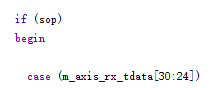 if (sop)
begin
case (m_axis_rx_tdata[30:24])